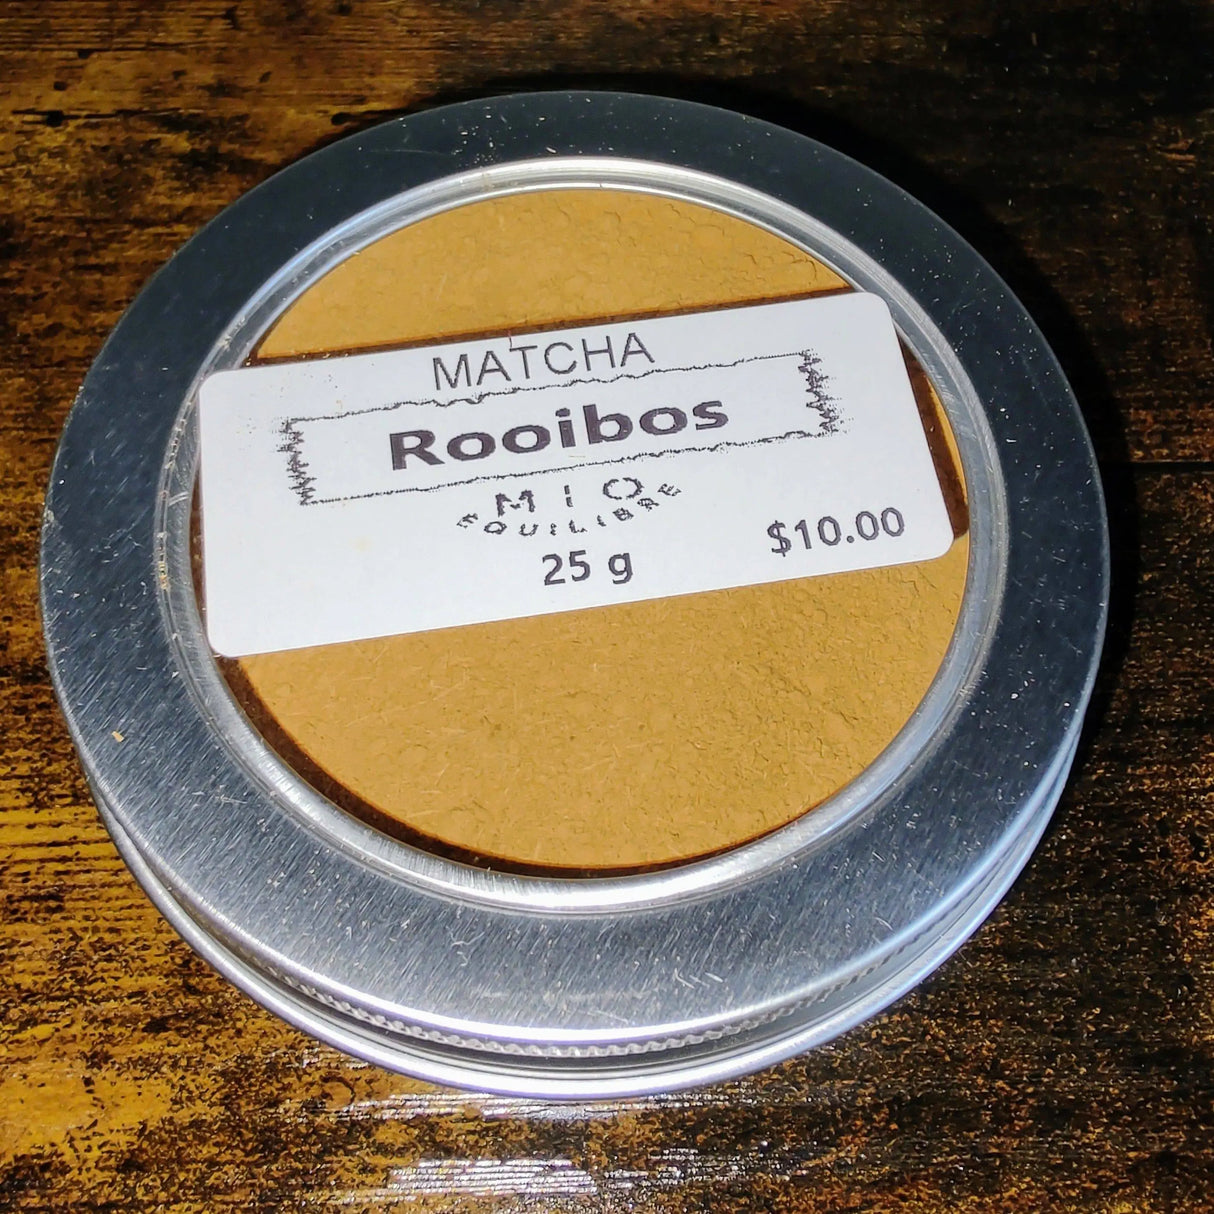 MATCHA
Rooibos
MIO
EQUILIBRE
25 g
$10.00